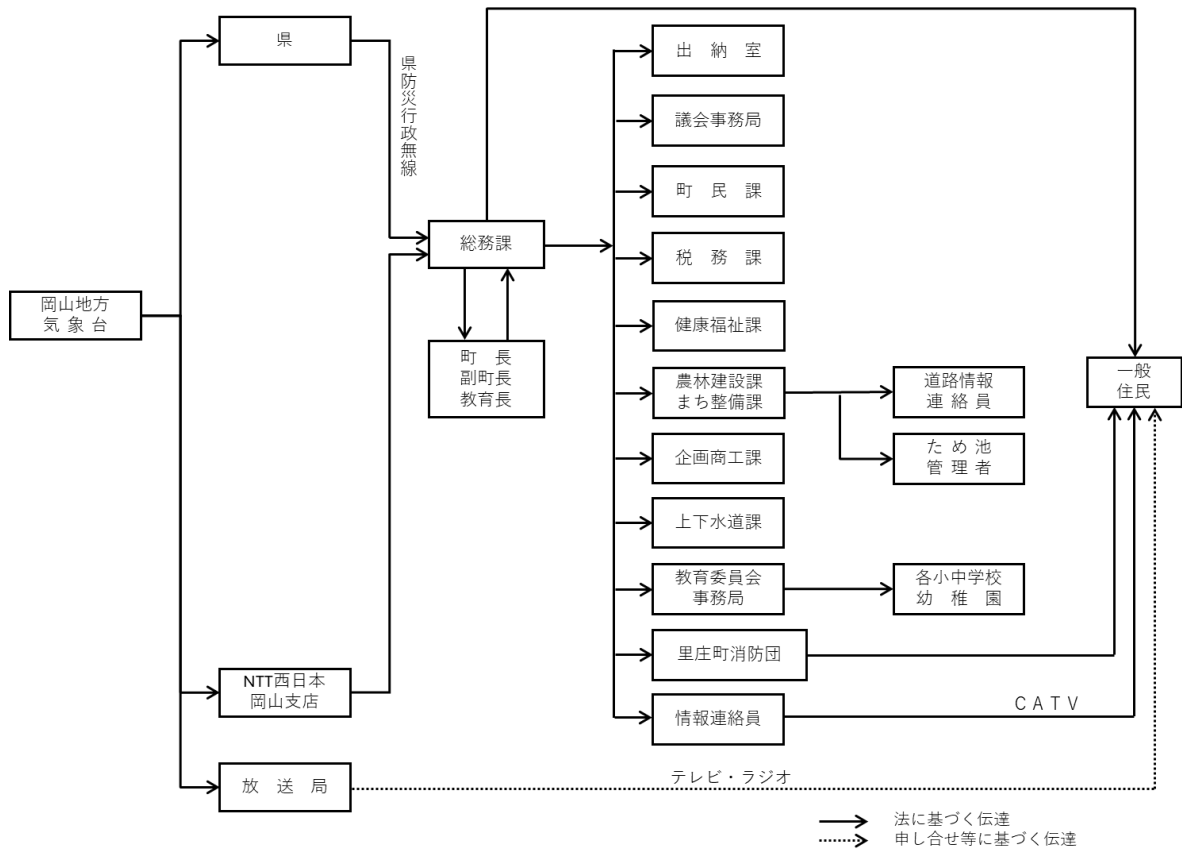 県
県防災行政無線
出納室
議会事務局
町民課
総務課
税務課
岡山地方
気象台
健康福祉課
町長
副町長
教育長
農林建設課
まち整備課
道路情報
連絡員
一般
住民
企画商工課
ため池
管理者
上下水道課
教育委員会
事務局
各小中学校
幼稚園
里庄町消防団
NTT西日本
岡山支店
情報連絡員
CATV
放送局
テレビ・ラジオ
法に基づく伝達
申し合せ等に基づく伝達